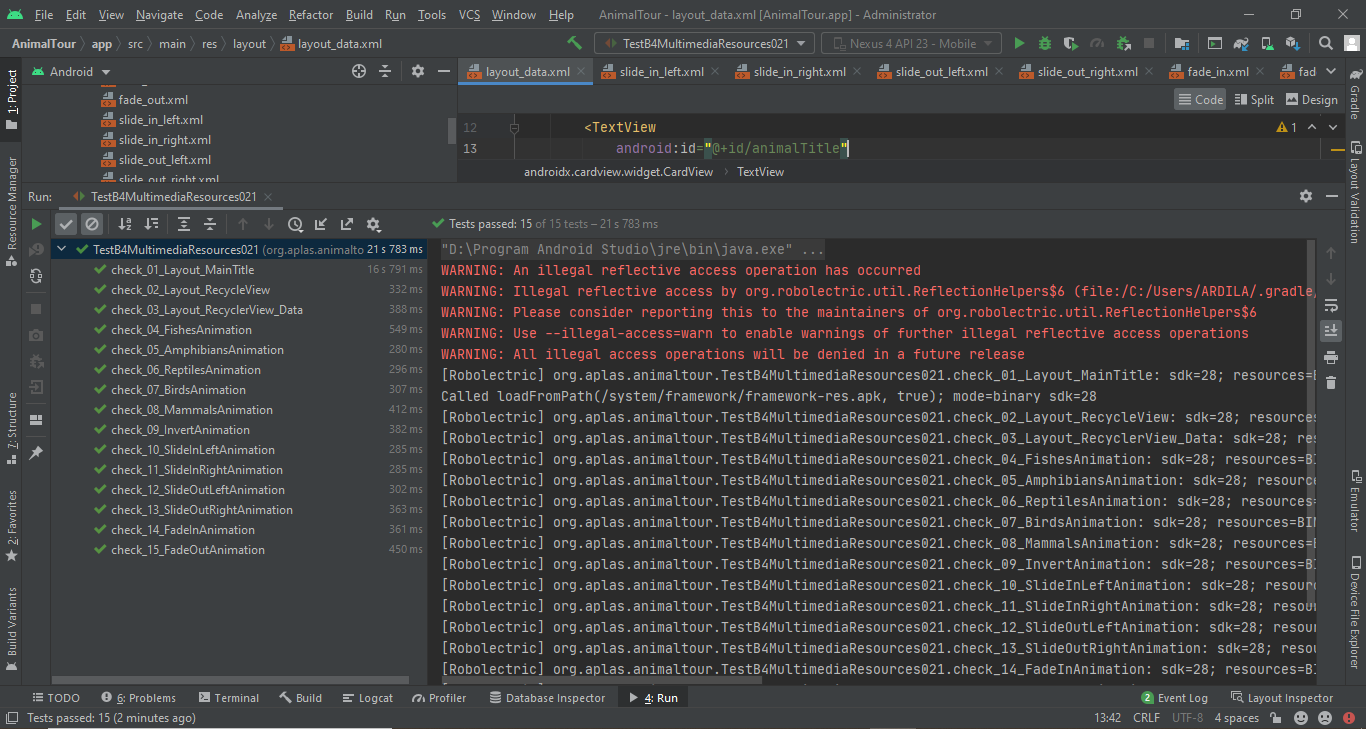 File Edit View Navigate Code Analyze Refactor Build Run Tools VCS Window Help AnimalTour - layout_data.xml [AnimalTour.app] - Administrator
AnimalTour app src main res layout layout_data.xml TestB4MultimediaResources021 Nexus 4 API 23 - Mobile
1: Project
Android
layout_data.xml slide_in_left.xml slide_in_right.xml slide_out_left.xml slide_out_right.xml fade_in.xml fad
Gradle
Code Split Design
fade_out.xml
slide_in_left.xml
slide_in_right.xml
slide_out_left.xml
slide_out_right.xml
12 <TextView
1
13 android:id="@+id/animalTitle"
androidx.cardview.widget.CardView TextView
Resource Manager
Layout Validation
Run: TestB4MultimediaResources021
Tests passed: 15 of 15 tests – 21 s 783 ms
TestB4MultimediaResources021 (org.aplas.animalto 21 s 783 ms
check_01_Layout_MainTitle 16 s 791 ms
check_02_Layout_RecycleView 332 ms
check_03_Layout_RecyclerView_Data 388 ms
check_04_FishesAnimation 549 ms
check_05_AmphibiansAnimation 280 ms
check_06_ReptilesAnimation 296 ms
check_07_BirdsAnimation 307 ms
check_08_MammalsAnimation 412 ms
check_09_InvertAnimation 382 ms
check_10_SlideInLeftAnimation 285 ms
check_11_SlideInRightAnimation 285 ms
check_12_SlideOutLeftAnimation 302 ms
check_13_SlideOutRightAnimation 363 ms
check_14_FadeInAnimation 361 ms
check_15_FadeOutAnimation 450 ms
"D:\Program Android Studio\jre\bin\java.exe" ...
WARNING: An illegal reflective access operation has occurred
WARNING: Illegal reflective access by org.robolectric.util.ReflectionHelpers$6 (file:/C:/Users/ARDILA/.gradle/
WARNING: Please consider reporting this to the maintainers of org.robolectric.util.ReflectionHelpers$6
WARNING: Use --illegal-access=warn to enable warnings of further illegal reflective access operations
WARNING: All illegal access operations will be denied in a future release
[Robolectric] org.aplas.animaltour.TestB4MultimediaResources021.check_01_Layout_MainTitle: sdk=28; resources=B
Called loadFromPath(/system/framework/framework-res.apk, true); mode=binary sdk=28
[Robolectric] org.aplas.animaltour.TestB4MultimediaResources021.check_02_Layout_RecycleView: sdk=28; resources
[Robolectric] org.aplas.animaltour.TestB4MultimediaResources021.check_03_Layout_RecyclerView_Data: sdk=28; res
[Robolectric] org.aplas.animaltour.TestB4MultimediaResources021.check_04_FishesAnimation: sdk=28; resources=BI
[Robolectric] org.aplas.animaltour.TestB4MultimediaResources021.check_05_AmphibiansAnimation: sdk=28; resource
[Robolectric] org.aplas.animaltour.TestB4MultimediaResources021.check_06_ReptilesAnimation: sdk=28; resources=
[Robolectric] org.aplas.animaltour.TestB4MultimediaResources021.check_07_BirdsAnimation: sdk=28; resources=BIN
[Robolectric] org.aplas.animaltour.TestB4MultimediaResources021.check_08_MammalsAnimation: sdk=28; resources=B
[Robolectric] org.aplas.animaltour.TestB4MultimediaResources021.check_09_InvertAnimation: sdk=28; resources=BI
[Robolectric] org.aplas.animaltour.TestB4MultimediaResources021.check_10_SlideInLeftAnimation: sdk=28; resourc
[Robolectric] org.aplas.animaltour.TestB4MultimediaResources021.check_11_SlideInRightAnimation: sdk=28; resour
[Robolectric] org.aplas.animaltour.TestB4MultimediaResources021.check_12_SlideOutLeftAnimation: sdk=28; resour
[Robolectric] org.aplas.animaltour.TestB4MultimediaResources021.check_13_SlideOutRightAnimation: sdk=28; resou
[Robolectric] org.aplas.animaltour.TestB4MultimediaResources021.check_14_FadeInAnimation: sdk=28; resources=BI
7: Structure
2: Favorites
Build Variants
Emulator
Device File Explorer
TODO 6: Problems Terminal Build Logcat Profiler Database Inspector 4: Run 2 Event Log Layout Inspector
Tests passed: 15 (2 minutes ago) 13:42 CRLF UTF-8 4 spaces